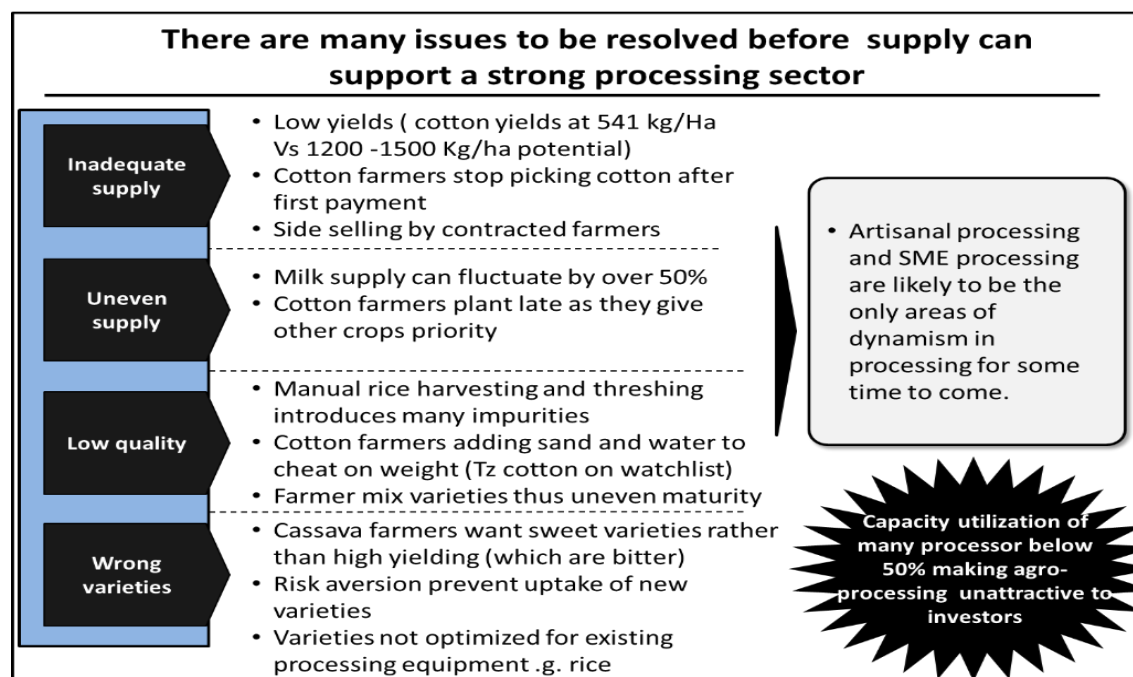 There are many issues to be resolved before supply can
support a strong processing sector
Inadequate
supply
• Low yields ( cotton yields at 541 kg/Ha
Vs 1200 -1500 Kg/ha potential)
• Cotton farmers stop picking cotton after
first payment
• Side selling by contracted farmers
Uneven
supply
• Milk supply can fluctuate by over 50%
• Cotton farmers plant late as they give
other crops priority
Low quality
• Manual rice harvesting and threshing
introduces many impurities
• Cotton farmers adding sand and water to
cheat on weight (Tz cotton on watchlist)
• Farmer mix varieties thus uneven maturity
Wrong
varieties
• Cassava farmers want sweet varieties rather
than high yielding (which are bitter)
• Risk aversion prevent uptake of new
varieties
• Varieties not optimized for existing
processing equipment .g. rice
• Artisanal processing
and SME processing
are likely to be the
only areas of
dynamism in
processing for some
time to come.
Capacity utilization of
many processor below
50% making agro-
processing unattractive to
investors